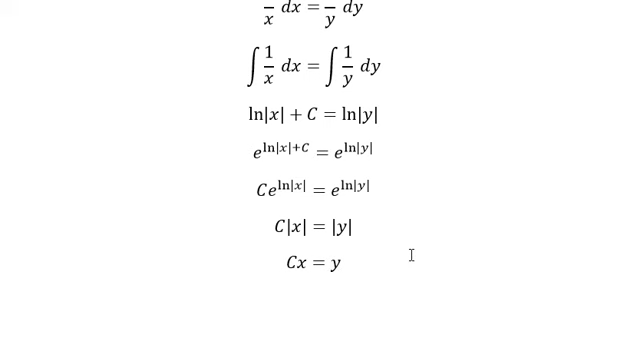 1/x dx = 1/y dy
∫ 1/x dx = ∫ 1/y dy
ln|x| + C = ln|y|
e^{ln|x|+C} = e^{ln|y|}
Ce^{ln|x|} = e^{ln|y|}
C|x| = |y|
Cx = y